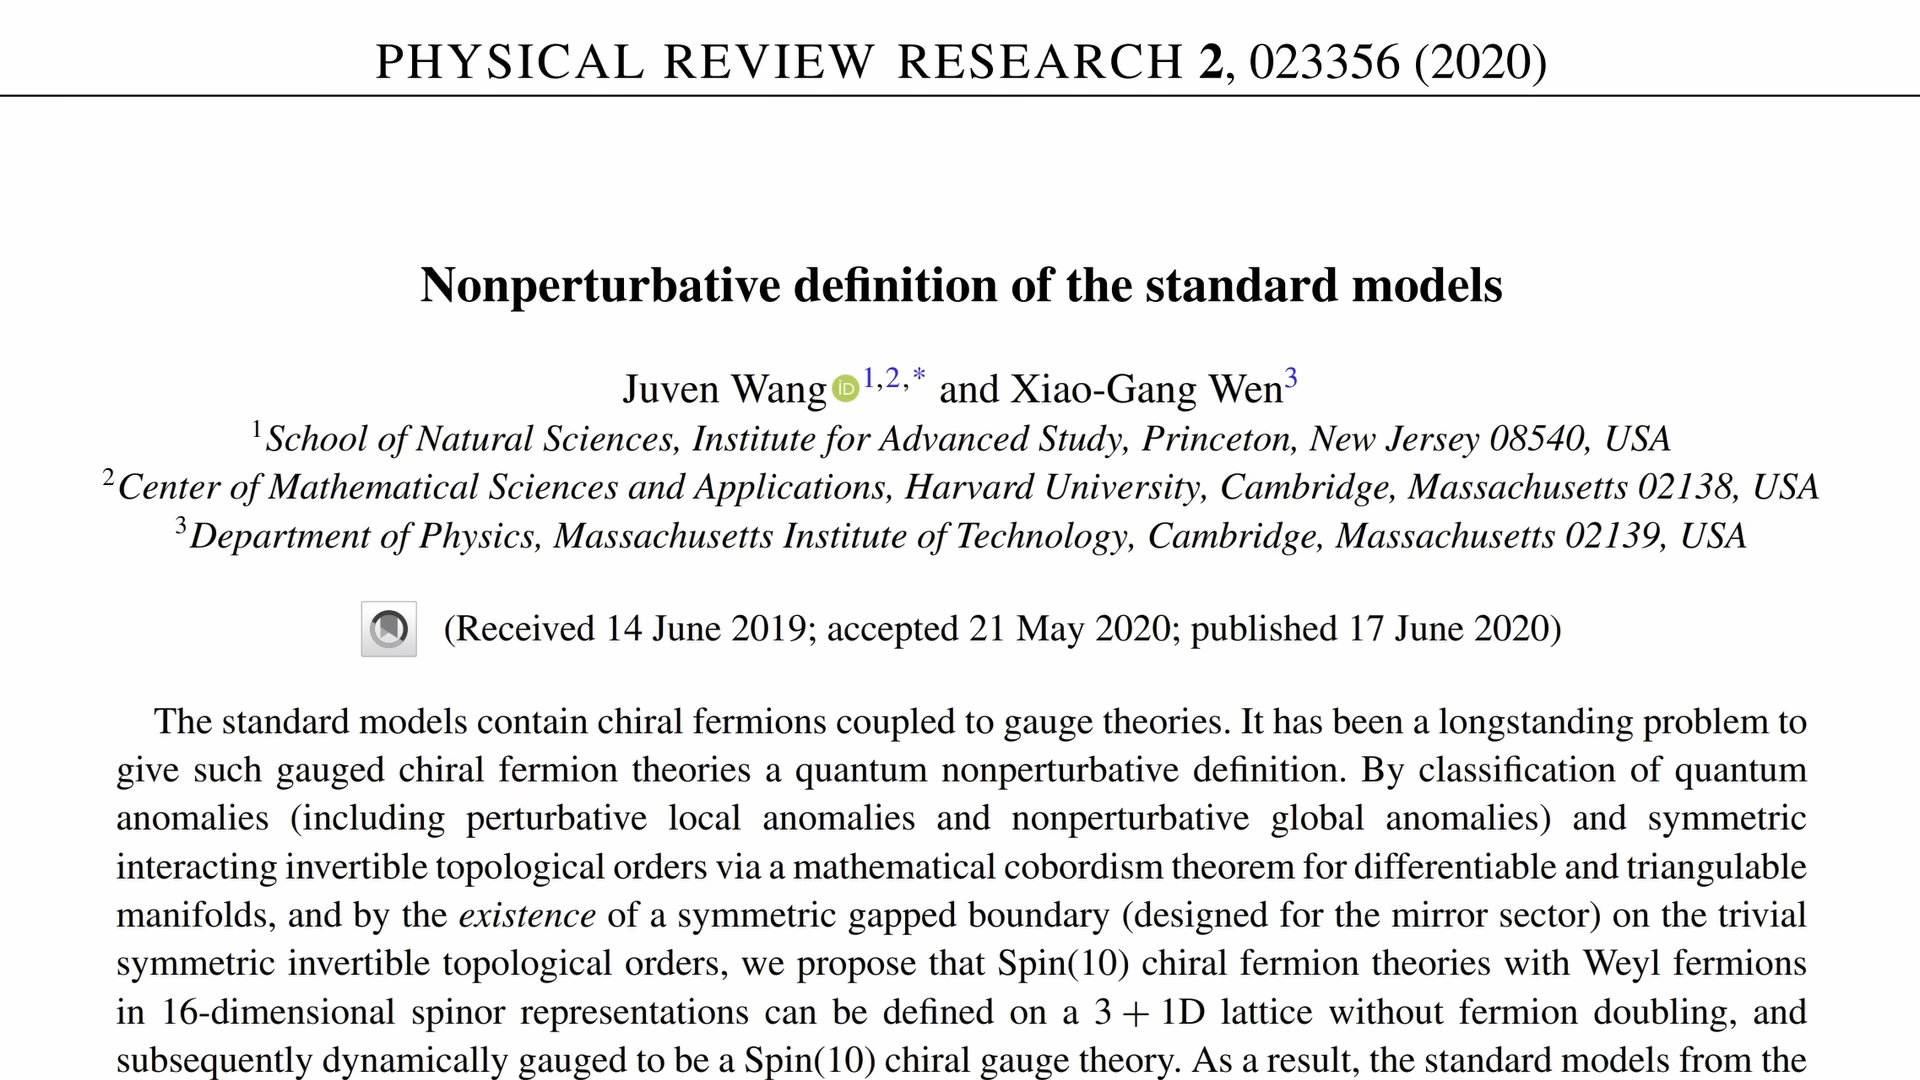 PHYSICAL REVIEW RESEARCH 2, 023356 (2020)
Nonperturbative definition of the standard models
Juven Wang iD 1,2,* and Xiao-Gang Wen3
1School of Natural Sciences, Institute for Advanced Study, Princeton, New Jersey 08540, USA
2Center of Mathematical Sciences and Applications, Harvard University, Cambridge, Massachusetts 02138, USA
3Department of Physics, Massachusetts Institute of Technology, Cambridge, Massachusetts 02139, USA
(Received 14 June 2019; accepted 21 May 2020; published 17 June 2020)
The standard models contain chiral fermions coupled to gauge theories. It has been a longstanding problem to
give such gauged chiral fermion theories a quantum nonperturbative definition. By classification of quantum
anomalies (including perturbative local anomalies and nonperturbative global anomalies) and symmetric
interacting invertible topological orders via a mathematical cobordism theorem for differentiable and triangulable
manifolds, and by the existence of a symmetric gapped boundary (designed for the mirror sector) on the trivial
symmetric invertible topological orders, we propose that Spin(10) chiral fermion theories with Weyl fermions
in 16-dimensional spinor representations can be defined on a 3 + 1D lattice without fermion doubling, and
subsequently dynamically gauged to be a Spin(10) chiral gauge theory. As a result, the standard models from the